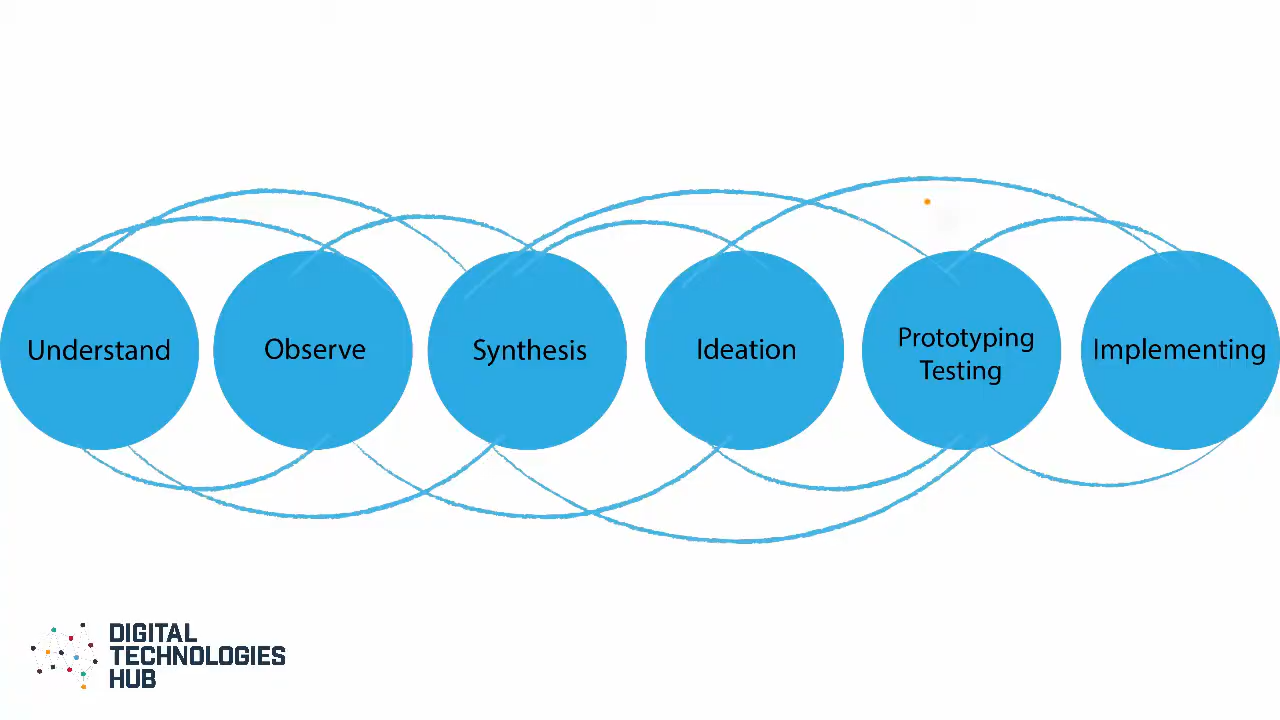 Understand
Observe
Synthesis
Ideation
Prototyping
Testing
Implementing
DIGITAL
TECHNOLOGIES
HUB